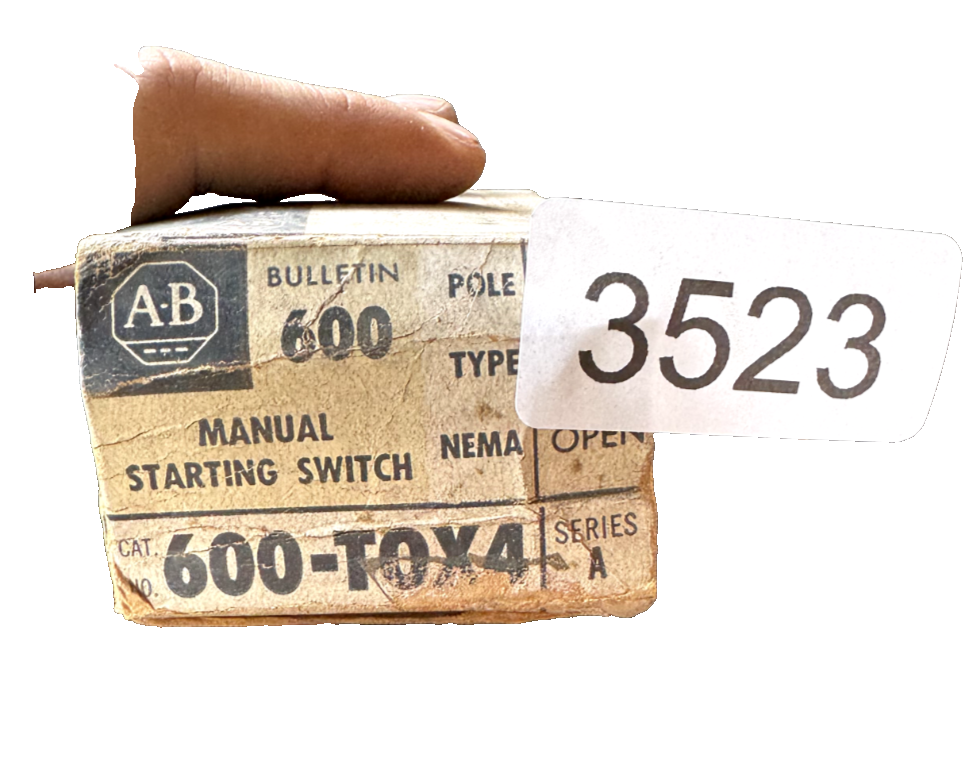 A-B
BULLETIN
600
POLE
TYPE
NEMA
OPEN
3523
MANUAL
STARTING SWITCH
CAT.
NO.
600-TOX4
SERIES
A